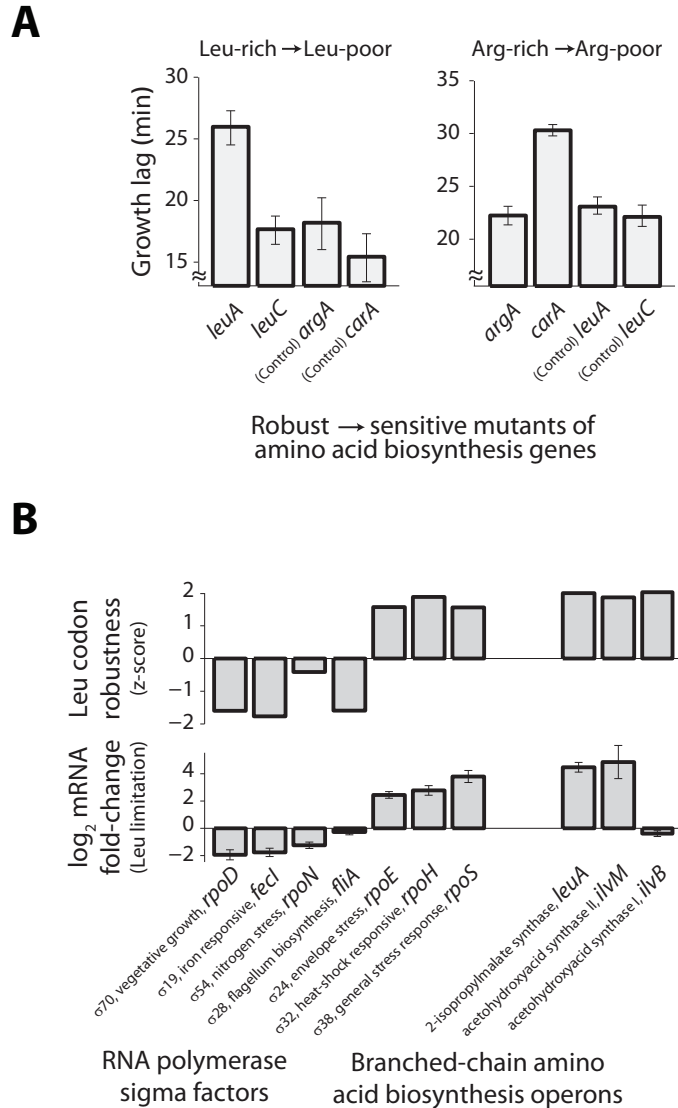 A
Leu-rich →Leu-poor
Arg-rich →Arg-poor
Growth lag (min)
30
25
20
15
35
30
25
20
leuA
leuC
(Control) argA
(Control) carA
argA
carA
(Control) leuA
(Control) leuC
Robust → sensitive mutants of
amino acid biosynthesis genes
B
Leu codon
robustness
(z-score)
2
1
0
−1
−2
log2 mRNA
fold-change
(Leu limitation)
4
2
0
−2
σ70, vegetative growth, rpoD
σ19, iron responsive, fecI
σ54, nitrogen stress, rpoN
σ28, flagellum biosynthesis, fliA
σ24, envelope stress, rpoE
σ32, heat-shock responsive, rpoH
σ38, general stress response, rpoS
2-isopropylmalate synthase, leuA
acetohydroxyacid synthase II, ilvM
acetohydroxyacid synthase I, ilvB
RNA polymerase
sigma factors
Branched-chain amino
acid biosynthesis operons